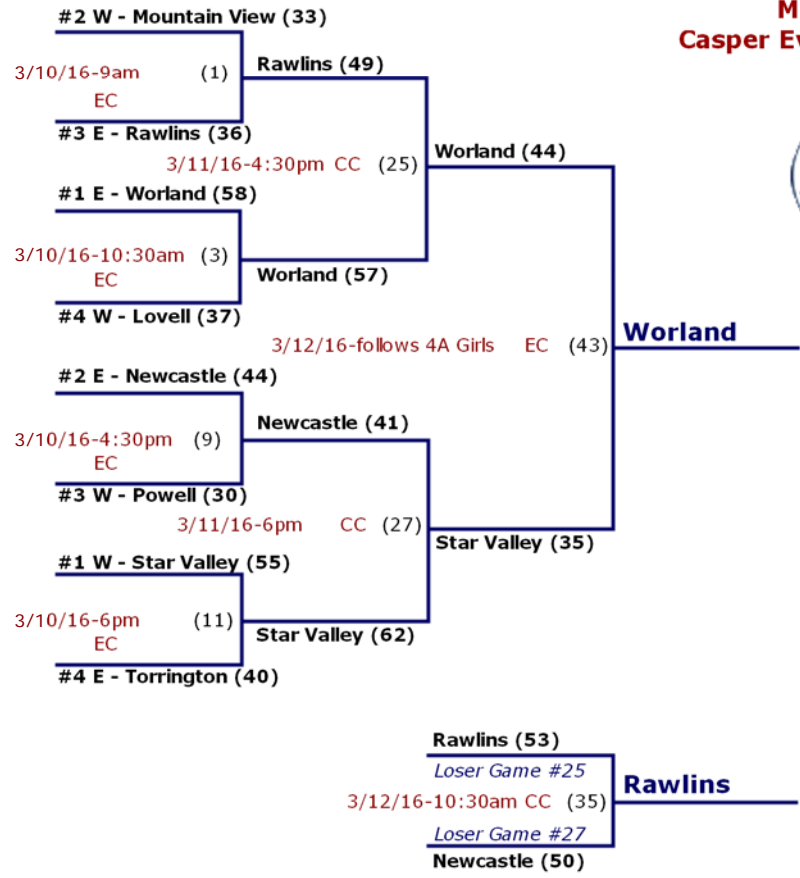 #2 W - Mountain View (33)
M
Casper Ev
3/10/16-9am (1)
Rawlins (49)
EC
#3 E - Rawlins (36)
3/11/16-4:30pm CC (25)
Worland (44)
#1 E - Worland (58)
3/10/16-10:30am (3)
EC
Worland (57)
#4 W - Lovell (37)
3/12/16-follows 4A Girls EC (43)
Worland
#2 E - Newcastle (44)
Newcastle (41)
3/10/16-4:30pm (9)
EC
#3 W - Powell (30)
3/11/16-6pm CC (27)
Star Valley (35)
#1 W - Star Valley (55)
3/10/16-6pm (11)
EC
Star Valley (62)
#4 E - Torrington (40)
Rawlins (53)
Loser Game #25
Rawlins
3/12/16-10:30am CC (35)
Loser Game #27
Newcastle (50)